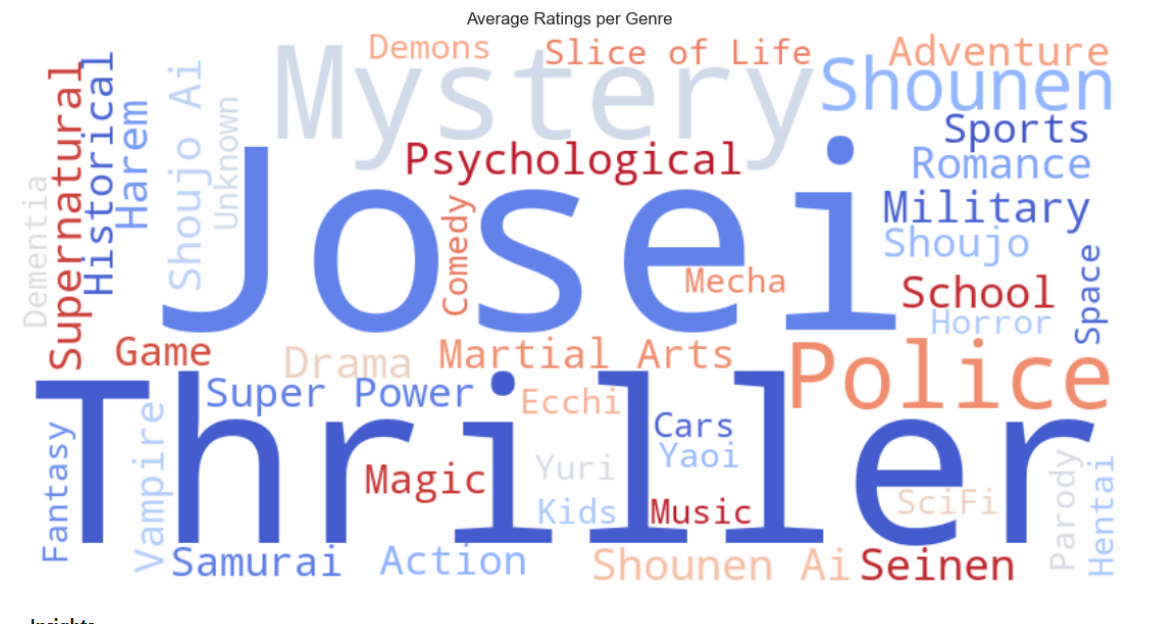 Average Ratings per Genre
Demons
Slice of Life
Adventure
Mystery
Shounen
Supernatural
Historical
Harem
Shoujo Ai
Unknown
Dementia
Sports
Psychological
Romance
Josei
Comedy
Mecha
Military
Shoujo
Space
School
Horror
Game
Drama
Martial Arts
Police
Thriller
Super Power
Ecchi
Cars
Yaoi
Fantasy
Vampire
Magic
Yuri
Kids
Music
SciFi
Parody
Hentai
Samurai
Action
Shounen Ai
Seinen
Insights